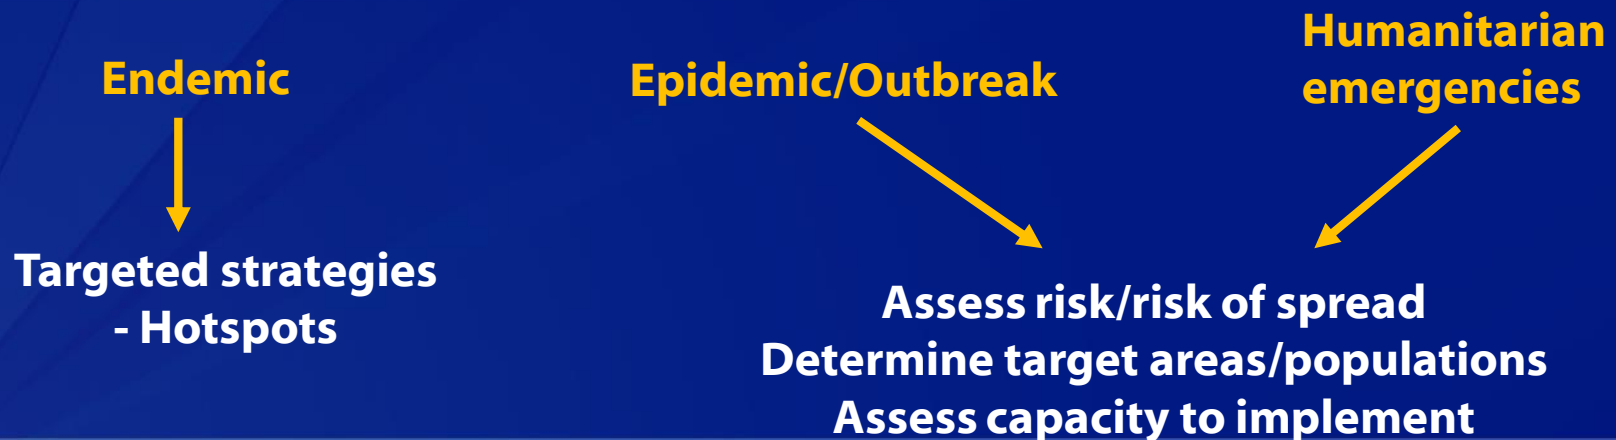 Endemic
Epidemic/Outbreak
Humanitarian
emergencies
Targeted strategies
- Hotspots
Assess risk/risk of spread
Determine target areas/populations
Assess capacity to implement